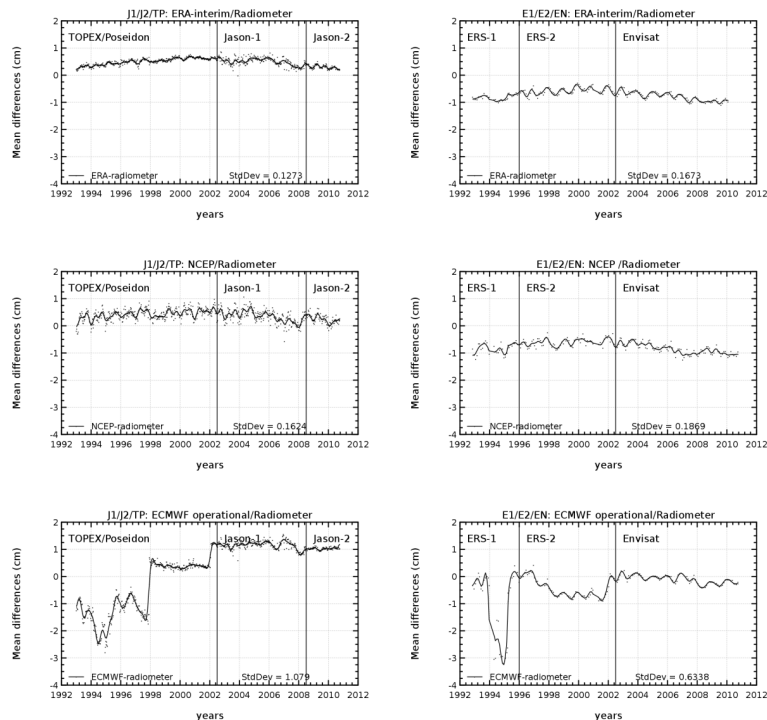 J1/J2/TP: ERA-interim/Radiometer
TOPEX/Poseidon Jason-1 Jason-2
Mean differences (cm)
2
1
0
-1
-2
-3
-4
ERA-radiometer StdDev = 0.1273
1992 1994 1996 1998 2000 2002 2004 2006 2008 2010 2012
years
E1/E2/EN: ERA-interim/Radiometer
ERS-1 ERS-2 Envisat
Mean differences (cm)
2
1
0
-1
-2
-3
-4
ERA-radiometer StdDev = 0.1673
1992 1994 1996 1998 2000 2002 2004 2006 2008 2010 2012
years
J1/J2/TP: NCEP/Radiometer
TOPEX/Poseidon Jason-1 Jason-2
Mean differences (cm)
2
1
0
-1
-2
-3
-4
NCEP-radiometer StdDev = 0.1624
1992 1994 1996 1998 2000 2002 2004 2006 2008 2010 2012
years
E1/E2/EN: NCEP /Radiometer
ERS-1 ERS-2 Envisat
Mean differences (cm)
2
1
0
-1
-2
-3
-4
NCEP-radiometer StdDev = 0.1869
1992 1994 1996 1998 2000 2002 2004 2006 2008 2010 2012
years
J1/J2/TP: ECMWF operational/Radiometer
TOPEX/Poseidon Jason-1 Jason-2
Mean differences (cm)
2
1
0
-1
-2
-3
-4
ECMWF-radiometer StdDev = 1.079
1992 1994 1996 1998 2000 2002 2004 2006 2008 2010 2012
years
E1/E2/EN: ECMWF operational/Radiometer
ERS-1 ERS-2 Envisat
Mean differences (cm)
2
1
0
-1
-2
-3
-4
ECMWF-radiometer StdDev = 0.6338
1992 1994 1996 1998 2000 2002 2004 2006 2008 2010 2012
years